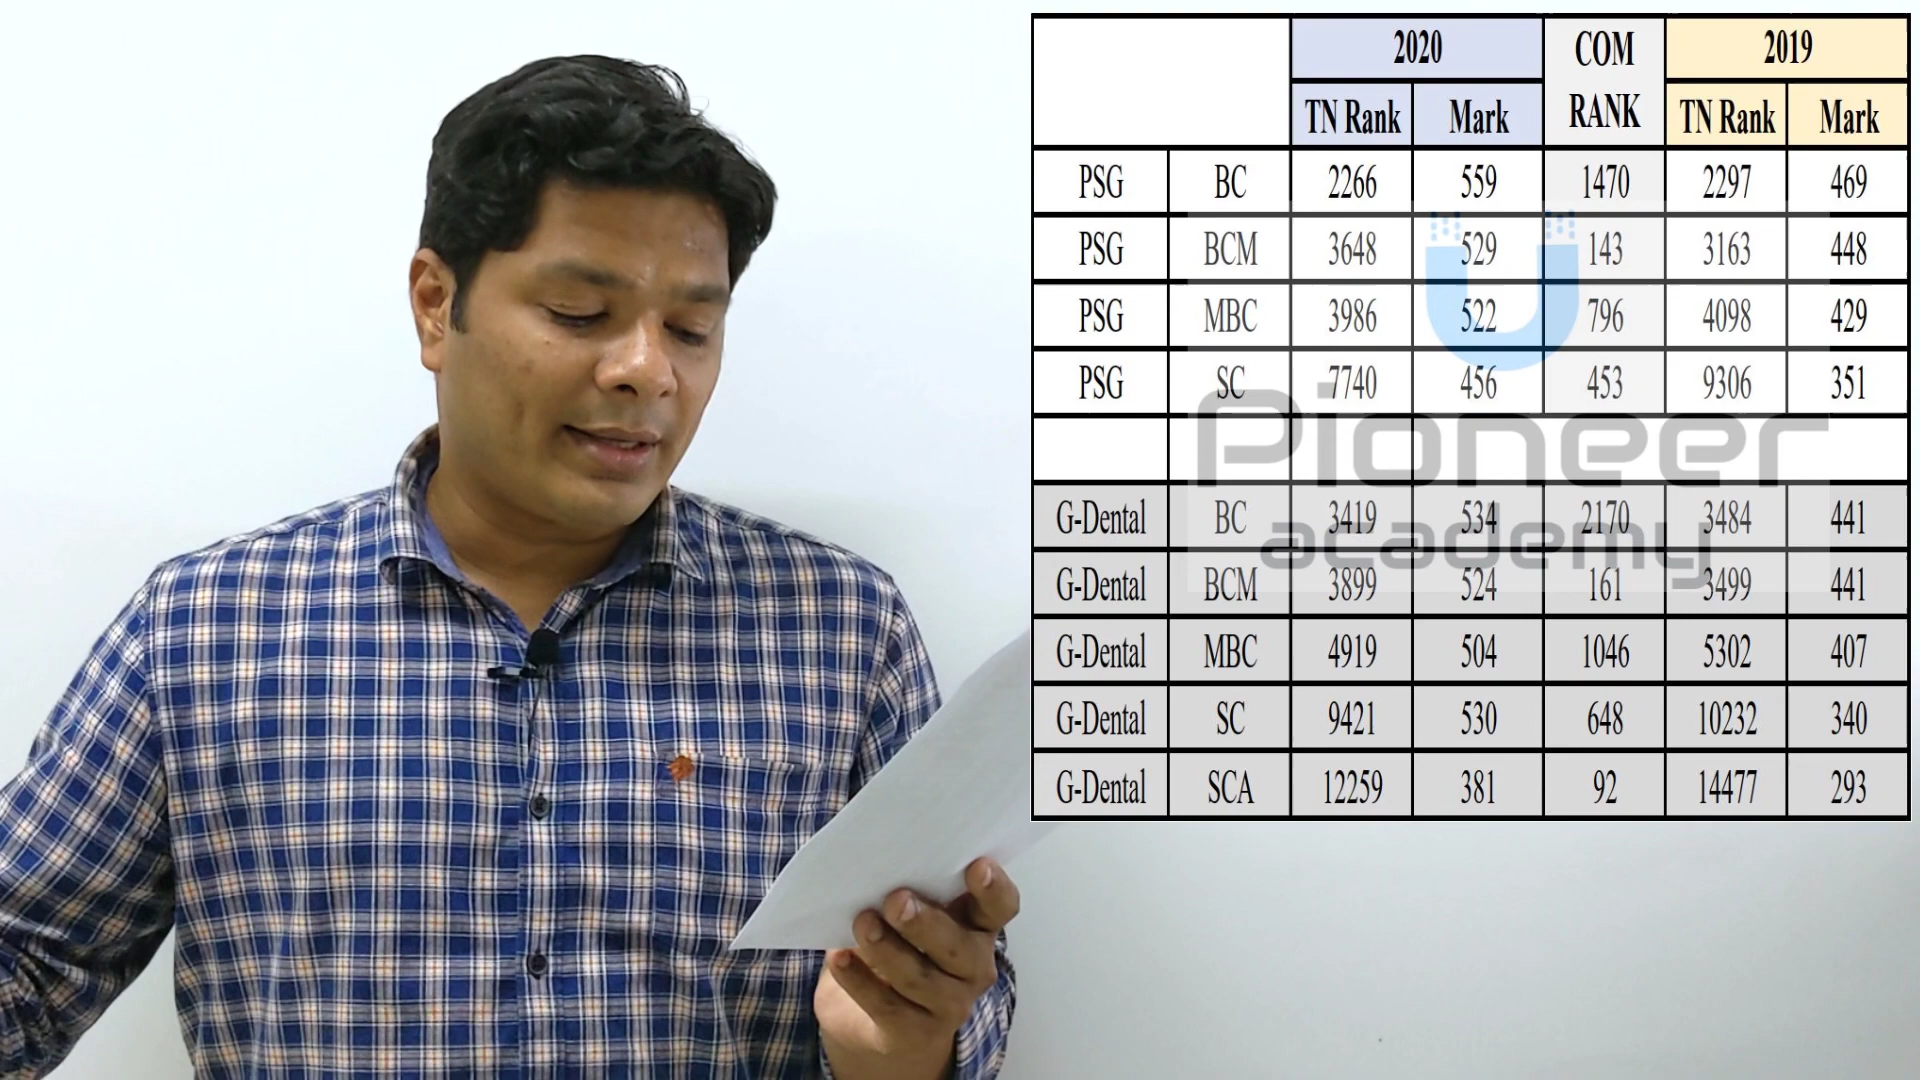 2020 COM RANK 2019
TN Rank Mark TN Rank Mark
PSG BC 2266 559 1470 2297 469
PSG BCM 3648 529 143 3163 448
PSG MBC 3986 522 796 4098 429
PSG SC 7740 456 453 9306 351
G-Dental BC 3419 534 2170 3484 441
G-Dental BCM 3899 524 161 3499 441
G-Dental MBC 4919 504 1046 5302 407
G-Dental SC 9421 530 648 10232 340
G-Dental SCA 12259 381 92 14477 293
Pioneer
academy